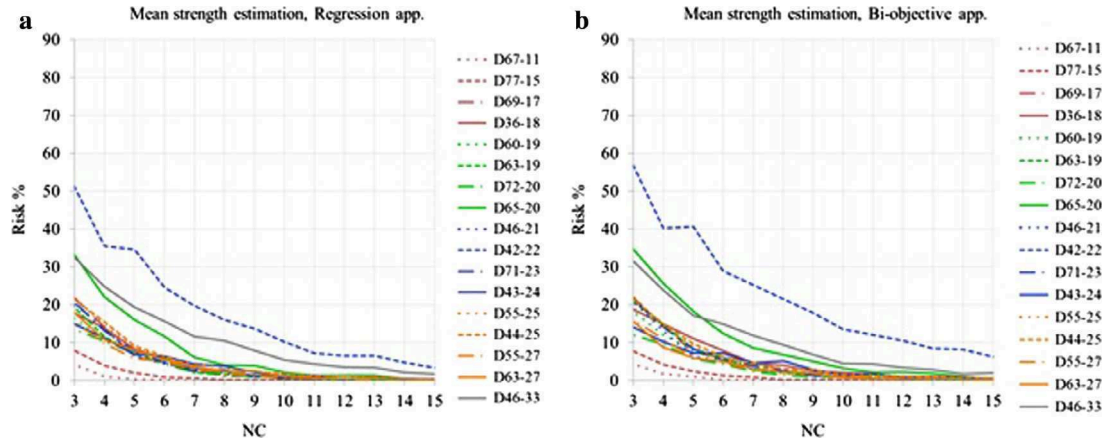 a
Mean strength estimation, Regression app.
90
80
70
60
50
40
30
20
10
0
Risk %
3 4 5 6 7 8 9 10 11 12 13 14 15
NC
D67-11
D77-15
D69-17
D36-18
D60-19
D63-19
D72-20
D65-20
D46-21
D42-22
D71-23
D43-24
D55-25
D44-25
D55-27
D63-27
D46-33
b
Mean strength estimation, Bi-objective app.
90
80
70
60
50
40
30
20
10
0
Risk %
3 4 5 6 7 8 9 10 11 12 13 14 15
NC
D67-11
D77-15
D69-17
D36-18
D60-19
D63-19
D72-20
D65-20
D46-21
D42-22
D71-23
D43-24
D55-25
D44-25
D55-27
D63-27
D46-33